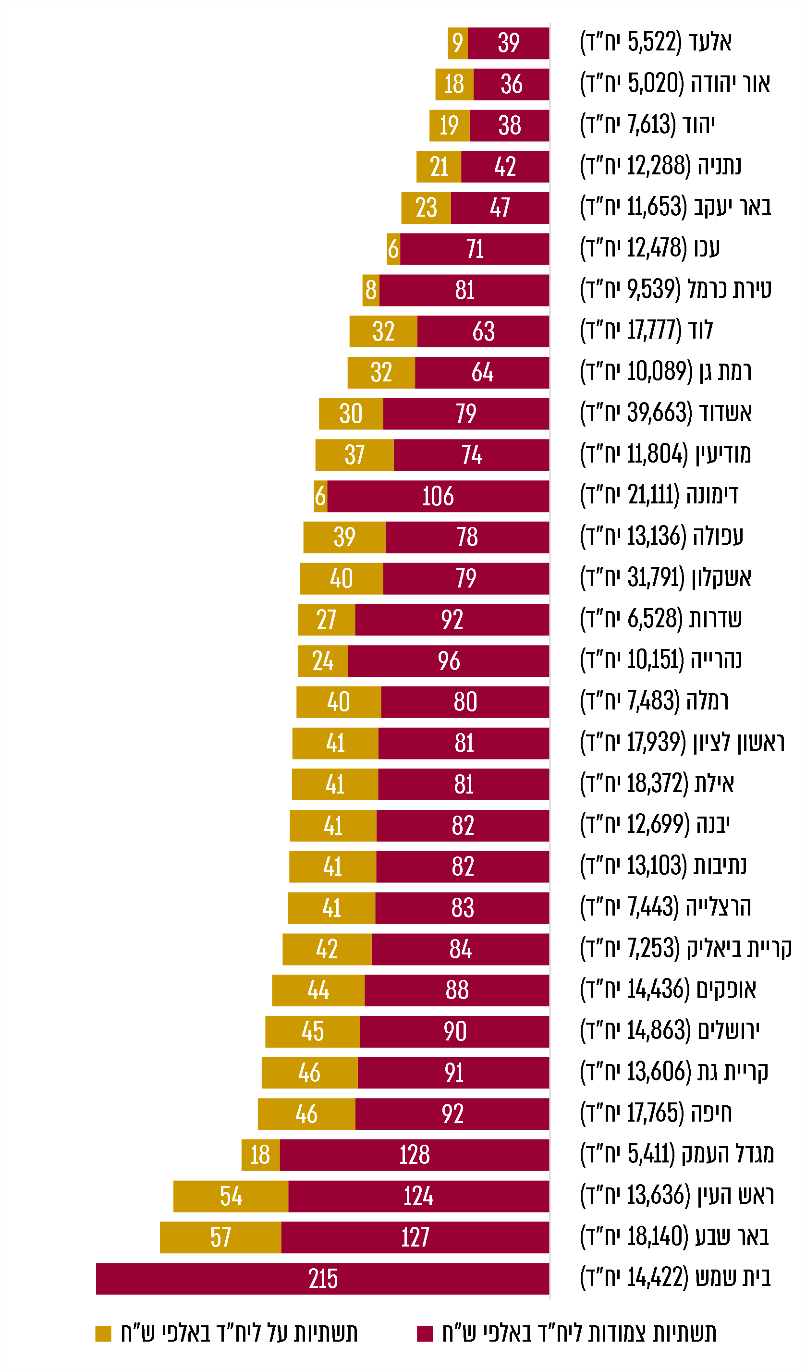 אלעד (5,522 יח"ד) 39 9
אור יהודה (5,020 יח"ד) 36 18
יהוד (7,613 יח"ד) 38 19
נתניה (12,288 יח"ד) 42 21
באר יעקב (11,653 יח"ד) 47 23
עכו (12,478 יח"ד) 71 6
טירת כרמל (9,539 יח"ד) 81 8
לוד (17,777 יח"ד) 63 32
רמת גן (10,089 יח"ד) 64 32
אשדוד (39,663 יח"ד) 79 30
מודיעין (11,804 יח"ד) 74 37
דימונה (21,111 יח"ד) 106 6
עפולה (13,136 יח"ד) 78 39
אשקלון (31,791 יח"ד) 79 40
שדרות (6,528 יח"ד) 92 27
נהרייה (10,151 יח"ד) 96 24
רמלה (7,483 יח"ד) 80 40
ראשון לציון (17,939 יח"ד) 81 41
אילת (18,372 יח"ד) 81 41
יבנה (12,699 יח"ד) 82 41
נתיבות (13,103 יח"ד) 82 41
הרצלייה (7,443 יח"ד) 83 41
קריית ביאליק (7,253 יח"ד) 84 42
אופקים (14,436 יח"ד) 88 44
ירושלים (14,863 יח"ד) 90 45
קריית גת (13,606 יח"ד) 91 46
חיפה (17,765 יח"ד) 92 46
מגדל העמק (5,411 יח"ד) 128 18
ראש העין (13,636 יח"ד) 124 54
באר שבע (18,140 יח"ד) 127 57
בית שמש (14,422 יח"ד) 215
תשתיות צמודות ליח"ד באלפי ש"ח תשתיות על ליח"ד באלפי ש"ח